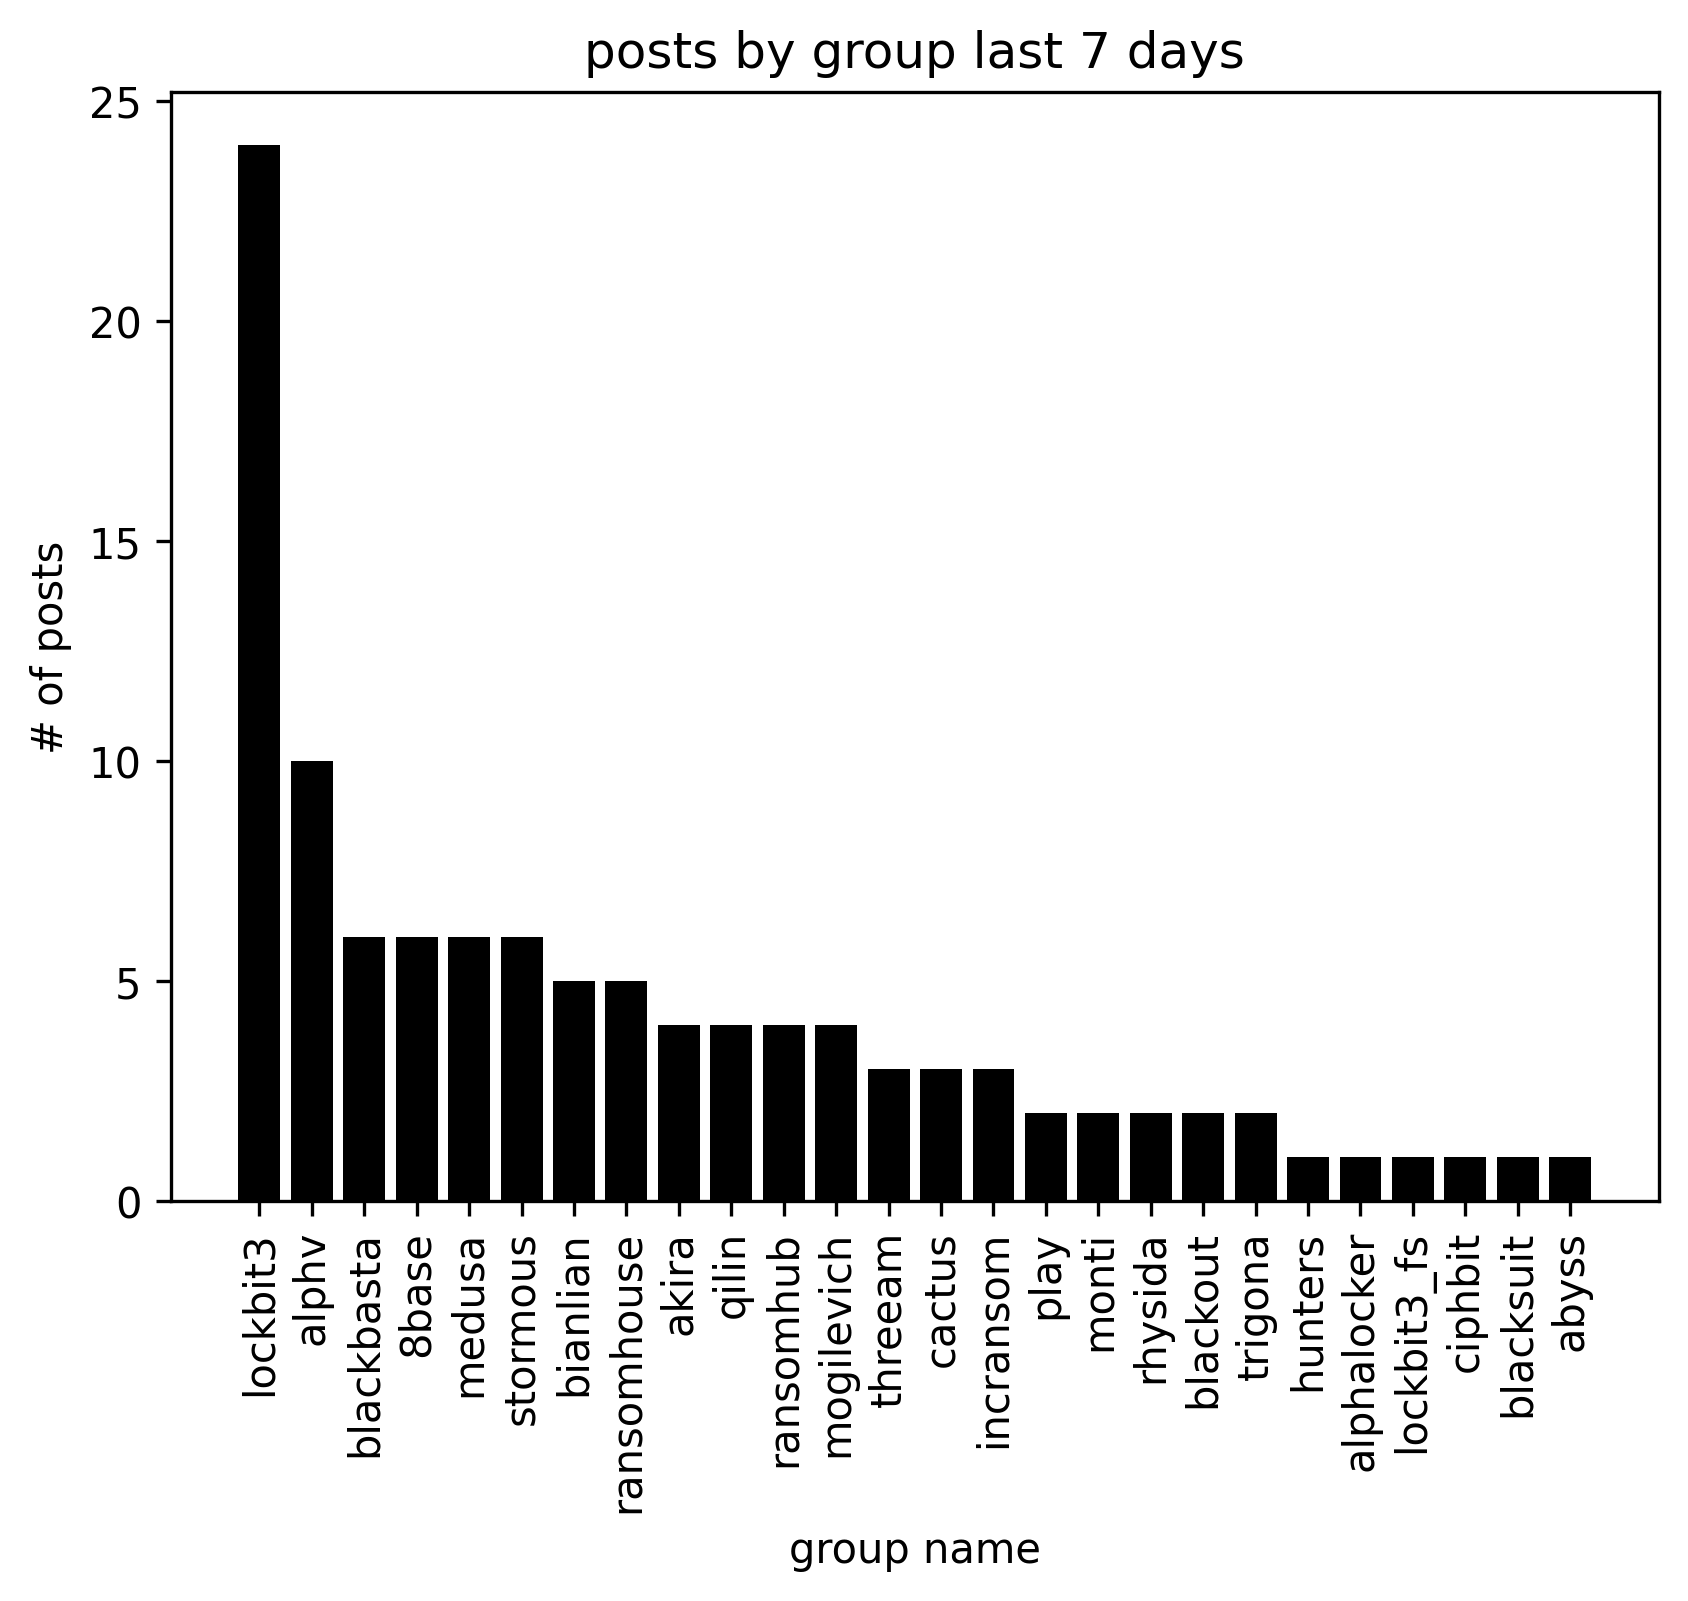 posts by group last 7 days
25
20
15
10
5
0
# of posts
lockbit3
alphv
blackbasta
8base
medusa
stormous
bianlian
ransomhouse
akira
qilin
ransomhub
mogilevich
threeam
cactus
incransom
play
monti
rhysida
blackout
trigona
hunters
alphalocker
lockbit3_fs
ciphbit
blacksuit
abyss
group name